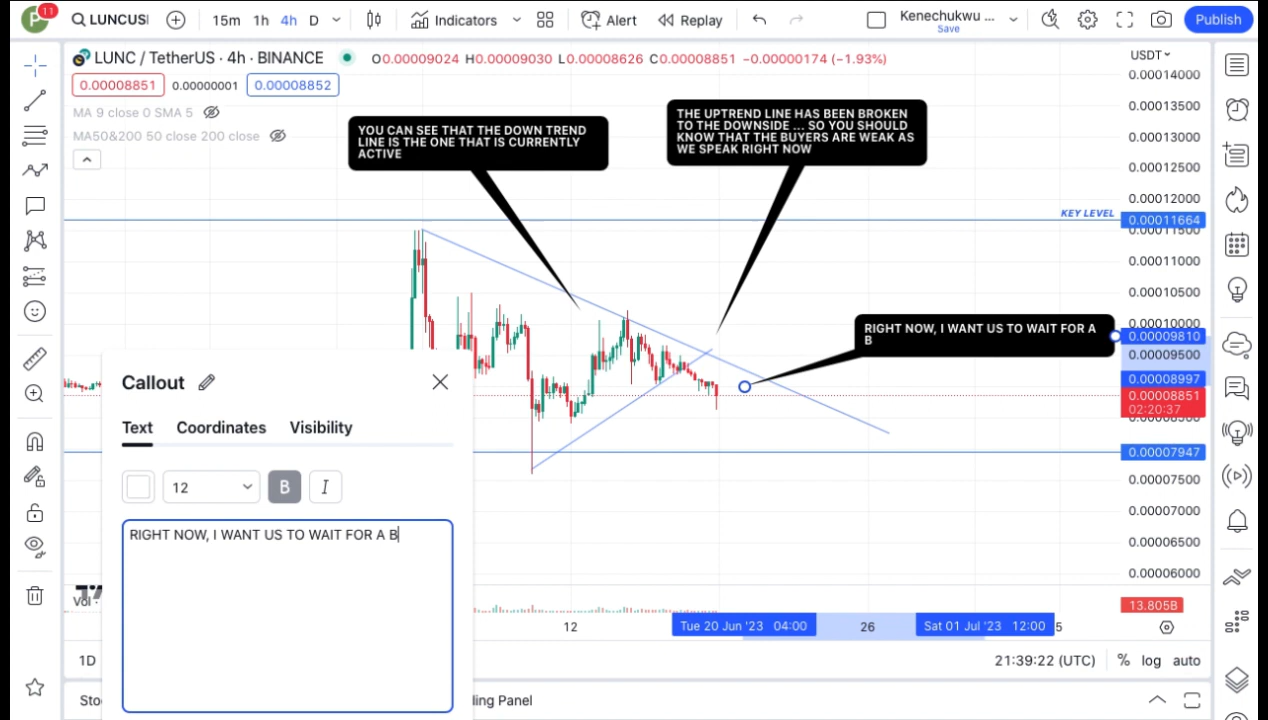 P
11
LUNCUS
15m 1h 4h D
Indicators
Alert
Replay
Kenechukwu ...
Save
Publish
LUNC / TetherUS · 4h · BINANCE
O0.00009024 H0.00009030 L0.00008626 C0.00008851 −0.00000174 (−1.93%)
0.00008851 0.00000001 0.00008852
MA 9 close 0 SMA 5
MA50&200 50 close 200 close
YOU CAN SEE THAT THE DOWN TREND
LINE IS THE ONE THAT IS CURRENTLY
ACTIVE
THE UPTREND LINE HAS BEEN BROKEN
TO THE DOWNSIDE ... SO YOU SHOULD
KNOW THAT THE BUYERS ARE WEAK AS
WE SPEAK RIGHT NOW
RIGHT NOW, I WANT US TO WAIT FOR A
B
KEY LEVEL
USDT
0.00014000
0.00013500
0.00013000
0.00012500
0.00012000
0.00011664
0.00011500
0.00011000
0.00010500
0.00010000
0.00009810
0.00009500
0.00008997
0.00008851
02:20:37
0.00008500
0.00007947
0.00007500
0.00007000
0.00006500
0.00006000
13.805B
Callout
Text Coordinates Visibility
12
B I
RIGHT NOW, I WANT US TO WAIT FOR A B
Vol ·
12
Tue 20 Jun '23 04:00
26
Sat 01 Jul '23 12:00
5
1D
21:39:22 (UTC)
% log auto
Sto
ling Panel